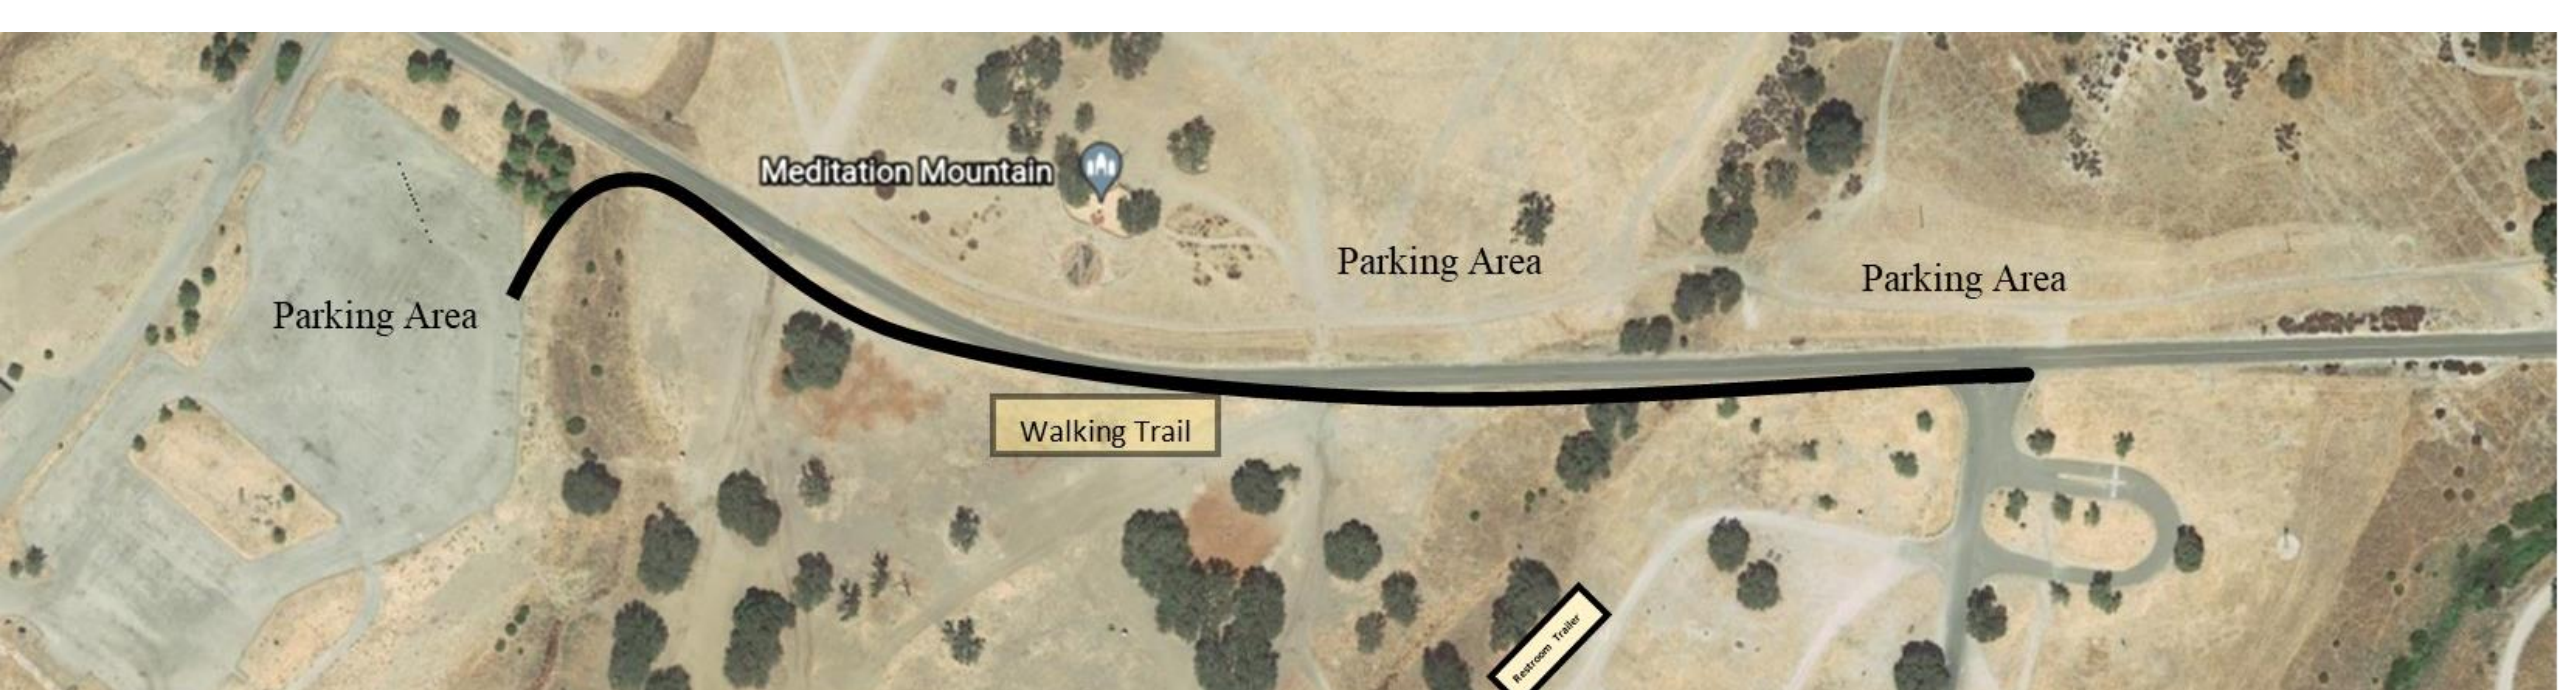 Meditation Mountain
Parking Area
Parking Area
Parking Area
Walking Trail
Restroom Trailer